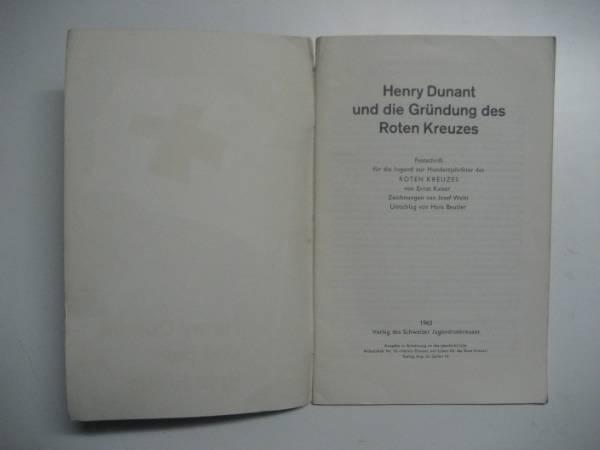 Henry Dunant
und die Gründung des
Roten Kreuzes
Festschrift
für die Jugend zur Hundertjahrfeier des
ROTEN KREUZES
von Ernst Kaiser
Zeichnungen von Josef Welti
Umschlag von Hans Beutler
1962
Verlag des Schweizer Jugendrotkreuzes